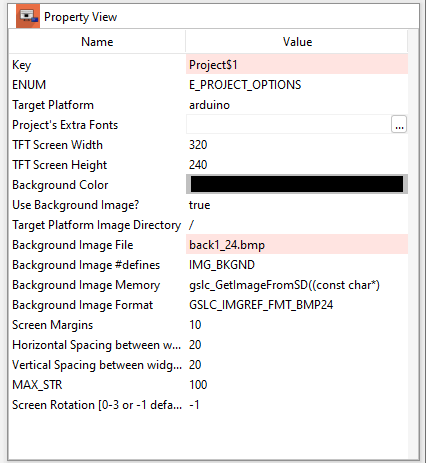 Property View
Name Value
Key Project$1
ENUM E_PROJECT_OPTIONS
Target Platform arduino
Project's Extra Fonts ...
TFT Screen Width 320
TFT Screen Height 240
Background Color
Use Background Image? true
Target Platform Image Directory /
Background Image File back1_24.bmp
Background Image #defines IMG_BKGND
Background Image Memory gslc_GetImageFromSD((const char*)
Background Image Format GSLC_IMGREF_FMT_BMP24
Screen Margins 10
Horizontal Spacing between w... 20
Vertical Spacing between widg... 20
MAX_STR 100
Screen Rotation [0-3 or -1 defa... -1